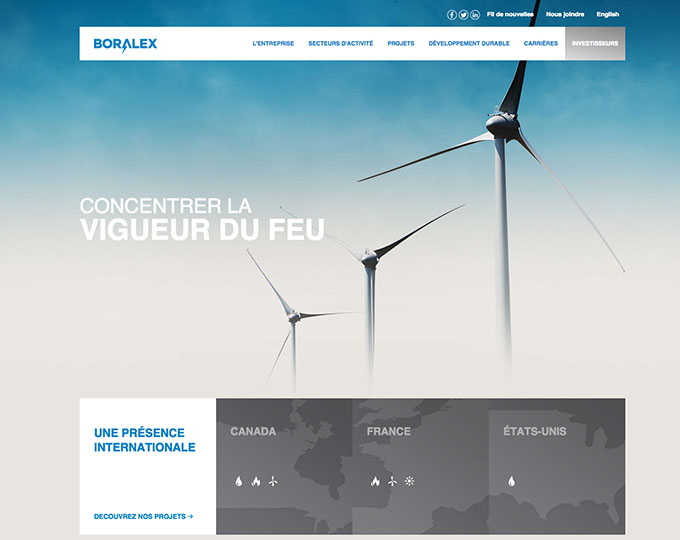 Fil de nouvelles Nous joindre English
BORALEX
L'ENTREPRISE SECTEURS D'ACTIVITÉ PROJETS DÉVELOPPEMENT DURABLE CARRIÈRES INVESTISSEURS
CONCENTRER LA
VIGUEUR DU FEU
UNE PRÉSENCE
INTERNATIONALE
DECOUVREZ NOS PROJETS →
CANADA
FRANCE
ÉTATS-UNIS